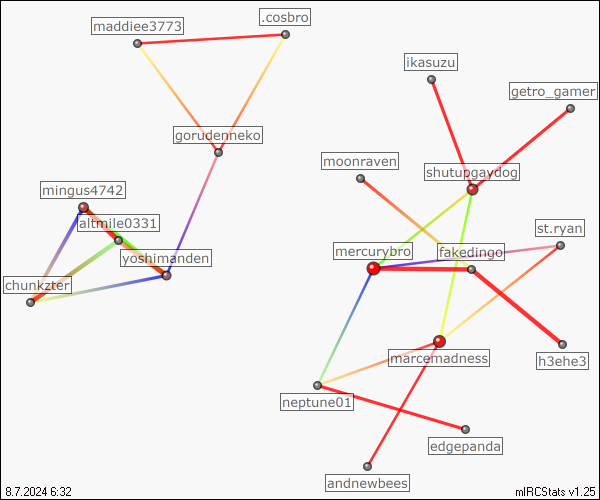 maddiee3773
.cosbro
ikasuzu
getro_gamer
gorudenneko
moonraven
shutupgaydog
mingus4742
altmile0331
st.ryan
yoshimanden
mercurybro
fakedingo
chunkzter
marcemadness
h3ehe3
neptune01
edgepanda
andnewbees
8.7.2024 6:32
mIRCStats v1.25